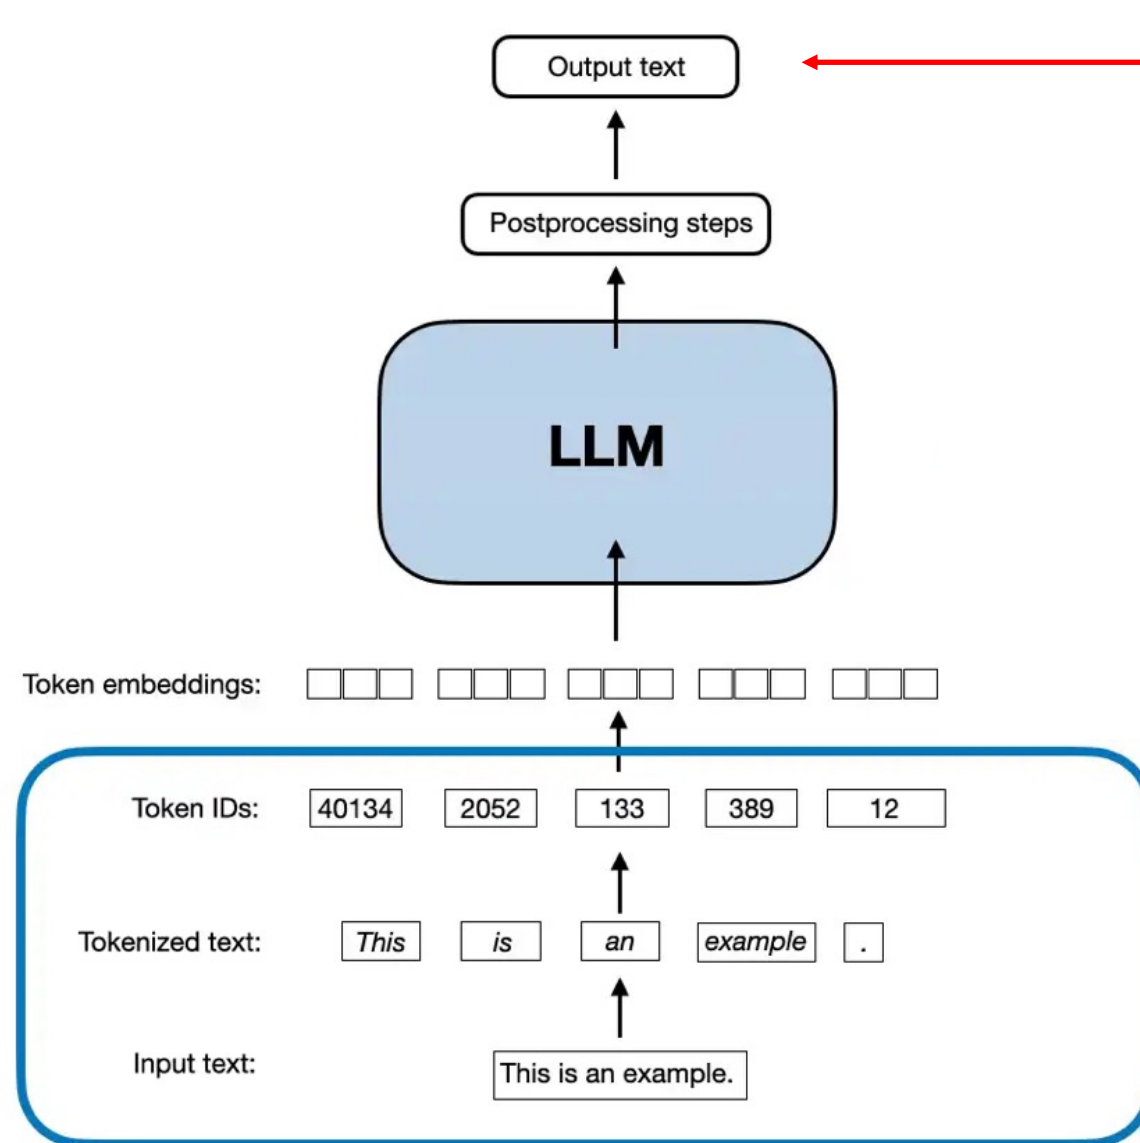 Output text
Postprocessing steps
LLM
Token embeddings:
Token IDs: 40134 2052 133 389 12
Tokenized text: This is an example .
Input text: This is an example.